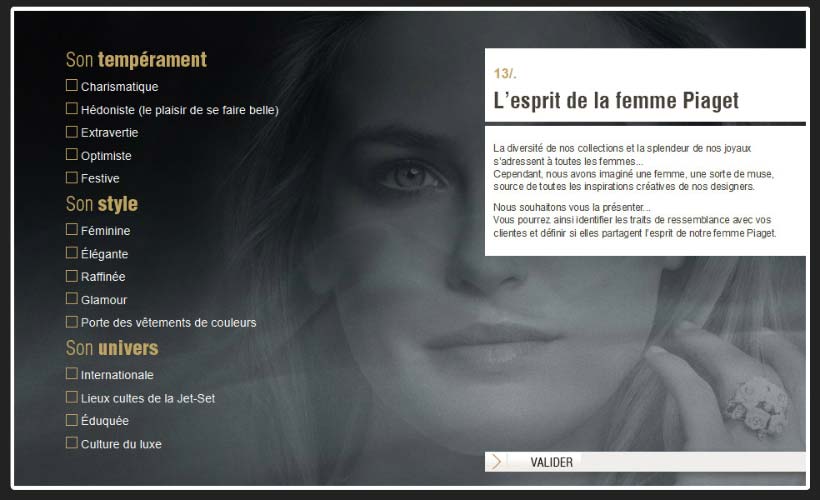 Son tempérament
Charismatique
Hédoniste (le plaisir de se faire belle)
Extravertie
Optimiste
Festive
Son style
Féminine
Élégante
Raffinée
Glamour
Porte des vêtements de couleurs
Son univers
Internationale
Lieux cultes de la Jet-Set
Éduquée
Culture du luxe
13/.
L'esprit de la femme Piaget
La diversité de nos collections et la splendeur de nos joyaux
s'adressent à toutes les femmes...
Cependant, nous avons imaginé une femme, une sorte de muse,
source de toutes les inspirations créatives de nos designers.
Nous souhaitons vous la présenter...
Vous pourrez ainsi identifier les traits de ressemblance avec vos
clientes et définir si elles partagent l'esprit de notre femme Piaget.
VALIDER